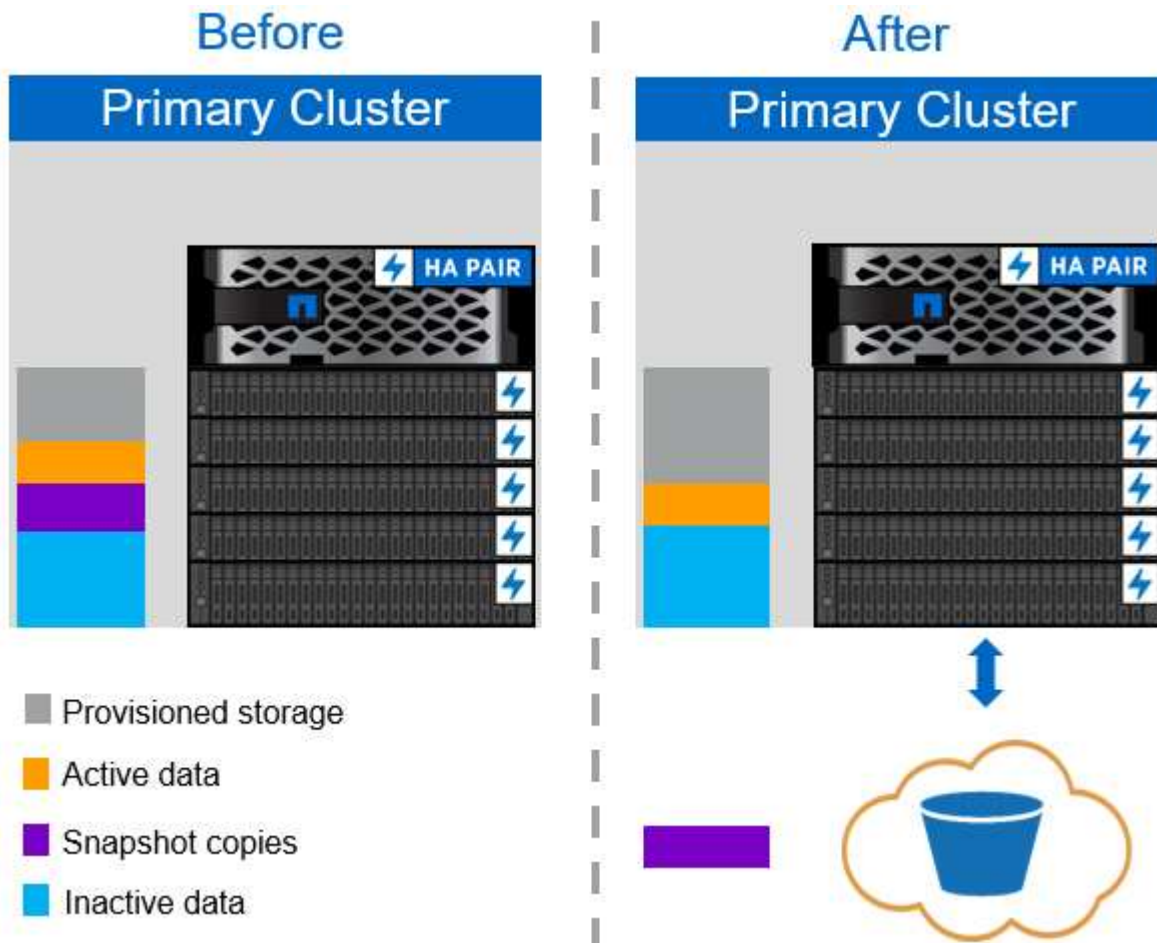 Before
Primary Cluster
HA PAIR
Provisioned storage
Active data
Snapshot copies
Inactive data
After
Primary Cluster
HA PAIR